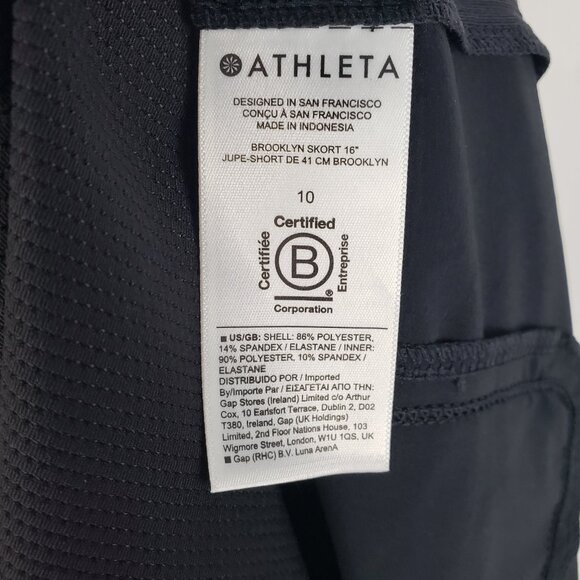 ATHLETA
DESIGNED IN SAN FRANCISCO
CONÇU À SAN FRANCISCO
MADE IN INDONESIA
BROOKLYN SKORT 16"
JUPE-SHORT DE 41 CM BROOKLYN
10
Certified
Certifiée
B
Entreprise
®
Corporation
■ US/GB: SHELL: 86% POLYESTER,
14% SPANDEX / ELASTANE / INNER:
90% POLYESTER, 10% SPANDEX /
ELASTANE
DISTRIBUIDO POR / Imported
By/Importe Par / ΕΙΣΑΓΕΤΑΙ ΑΠΟ ΤΗΝ:
Gap Stores (Ireland) Limited c/o Arthur
Cox, 10 Earlsfort Terrace, Dublin 2, D02
T380, Ireland. Gap (UK Holdings)
Limited, 2nd Floor Nations House, 103
Wigmore Street, London, W1U 1QS, UK
■ Gap (RHC) B.V. Luna ArenA